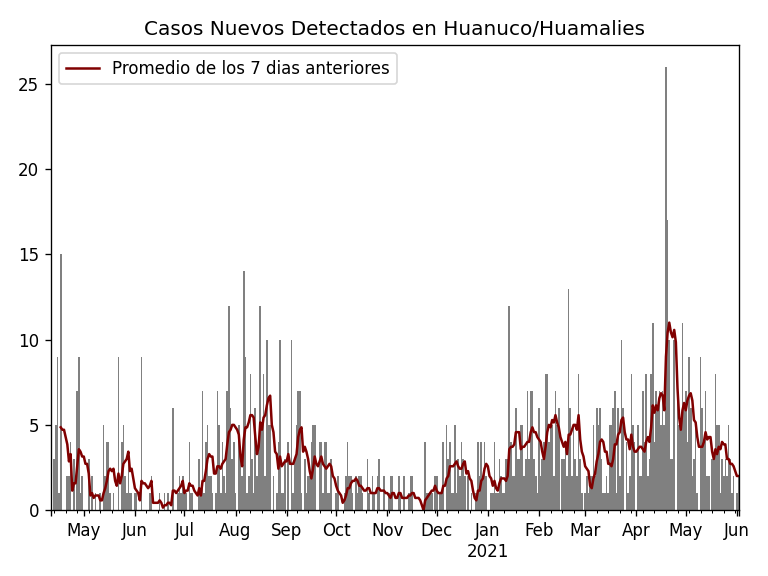 Casos Nuevos Detectados en Huanuco/Huamalies
Promedio de los 7 dias anteriores
25
20
15
10
5
0
May Jun Jul Aug Sep Oct Nov Dec Jan Feb Mar Apr May Jun
2021